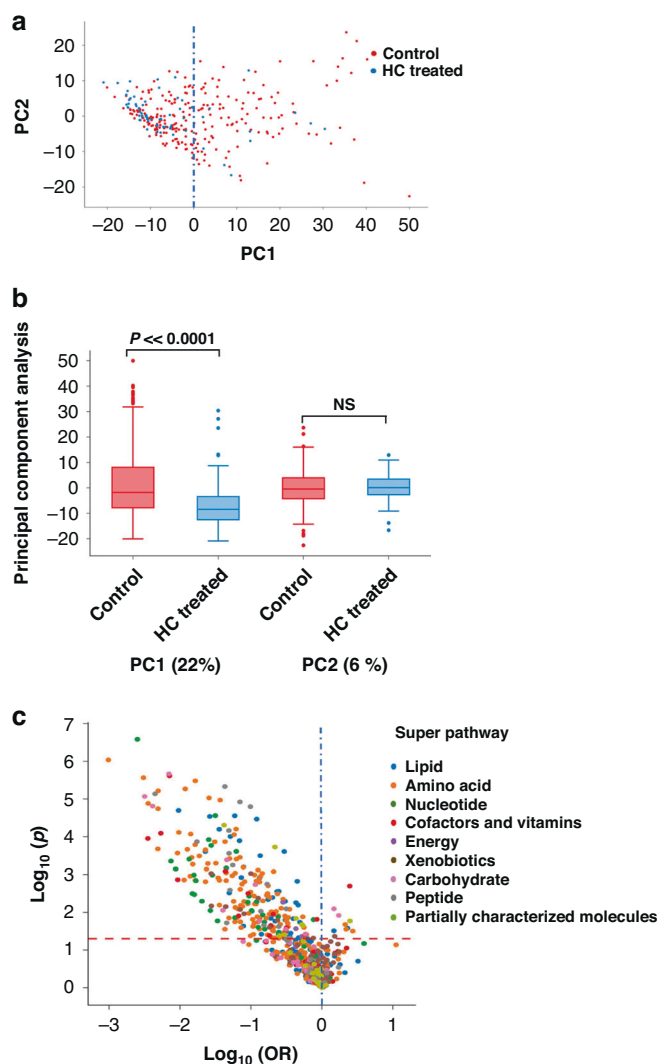 a
20
10
0
−10
−20
PC2
Control
HC treated
−20 −10 0 10 20 30 40 50
PC1
b
P << 0.0001
NS
50
40
30
20
10
0
−10
−20
Principal component analysis
Control
HC treated
Control
HC treated
PC1 (22%)
PC2 (6 %)
c
7
6
5
4
3
2
1
0
Log10 (p)
Super pathway
Lipid
Amino acid
Nucleotide
Cofactors and vitamins
Energy
Xenobiotics
Carbohydrate
Peptide
Partially characterized molecules
−3 −2 −1 0 1
Log10 (OR)